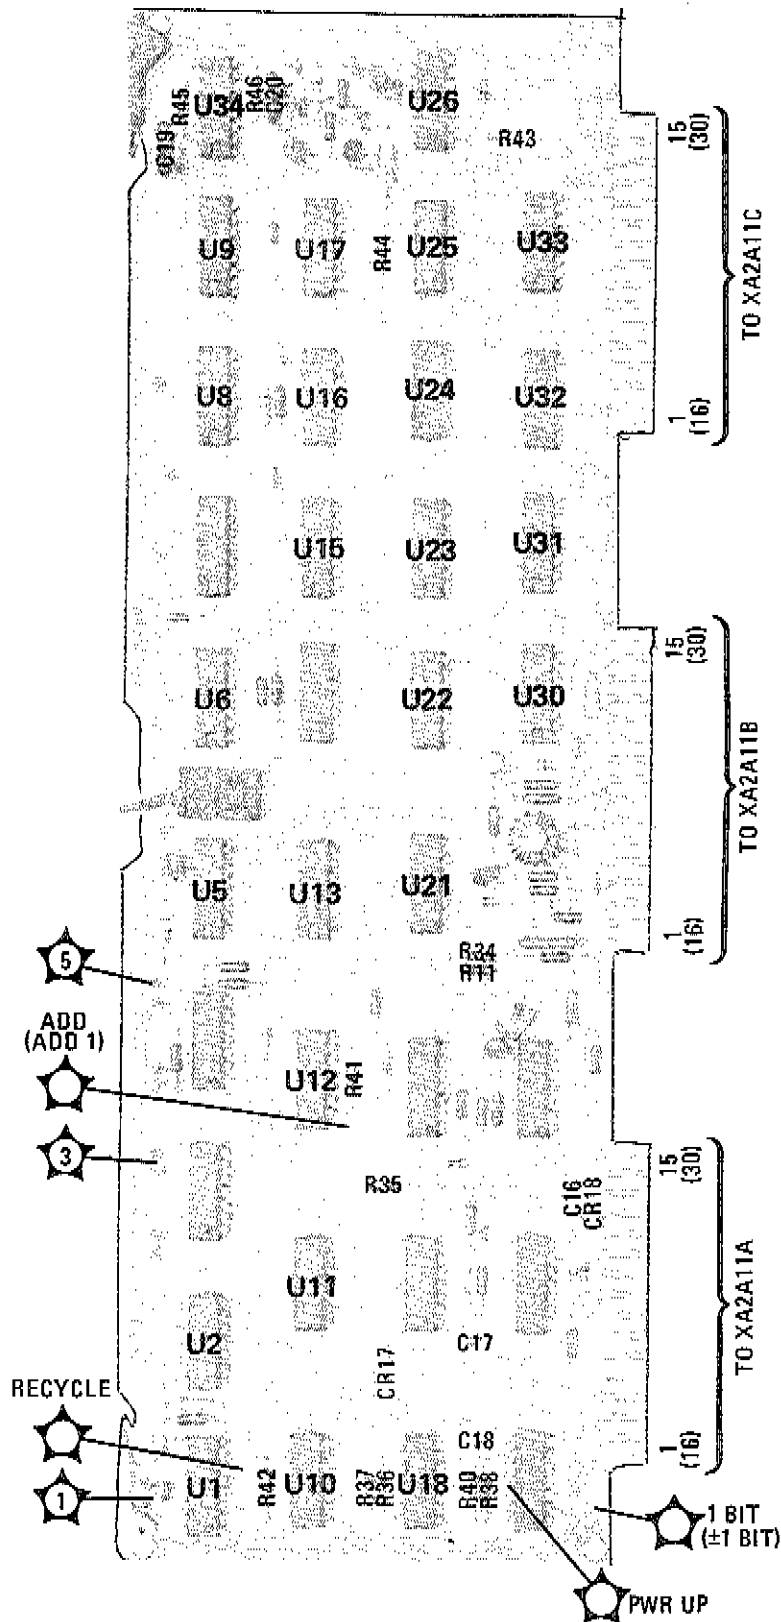 R45
U34
R46
C20
U26
C19
R43
15
(30)
U9
U17
R44
U25
U33
TO XA2A11C
U8
U16
U24
U32
1
(16)
U15
U23
U31
15
(30)
U6
U22
U30
TO XA2A11B
U5
U13
U21
1
(16)
R34
R11
5
ADD
(ADD 1)
U12
R41
3
R35
15
(30)
C16
CR18
U11
TO XA2A11A
U2
C17
CR17
RECYCLE
C18
1
(16)
U1
R42
U10
R37
R36
U18
R40
R38
1
1 BIT
(±1 BIT)
PWR UP